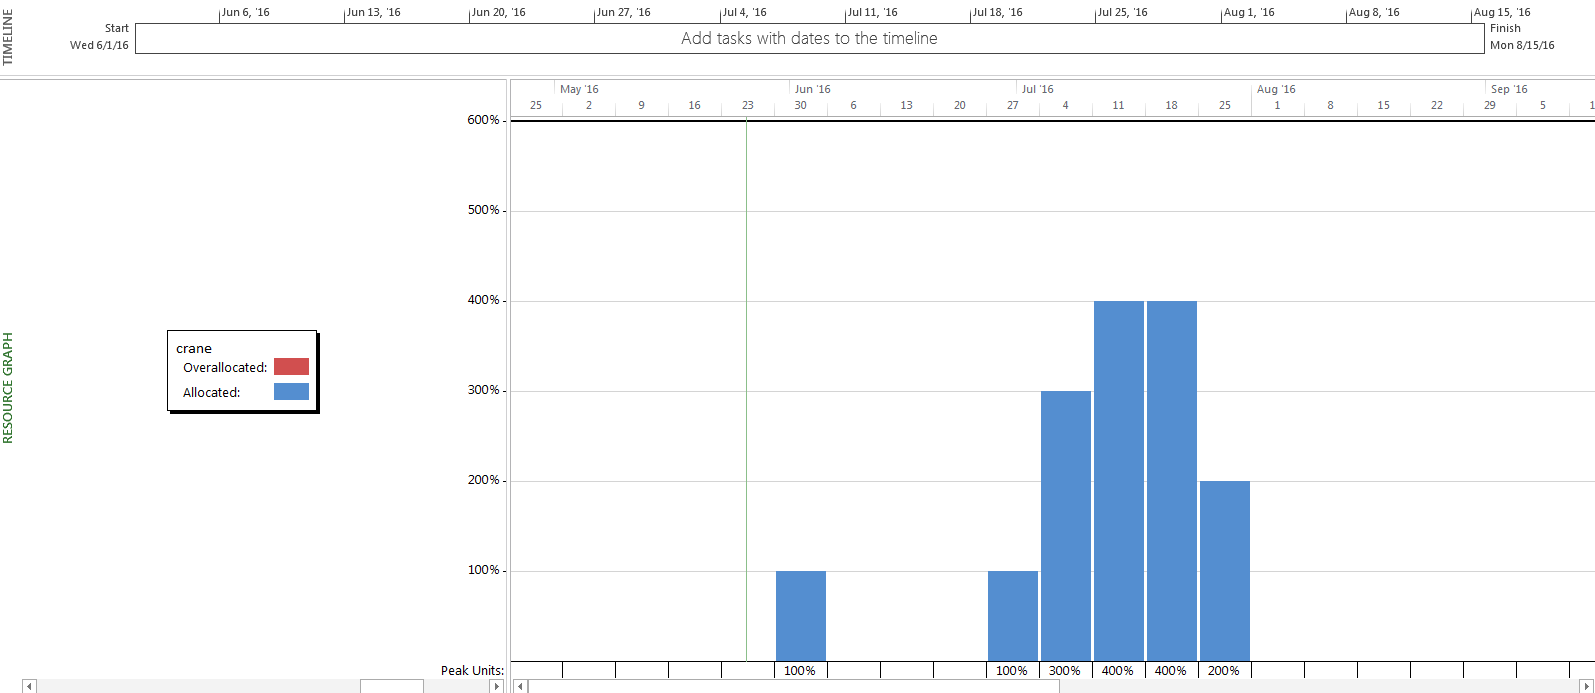 TIMELINE
Jun 6, '16 Jun 13, '16 Jun 20, '16 Jun 27, '16 Jul 4, '16 Jul 11, '16 Jul 18, '16 Jul 25, '16 Aug 1, '16 Aug 8, '16 Aug 15, '16
Start
Wed 6/1/16
Add tasks with dates to the timeline
Finish
Mon 8/15/16
RESOURCE GRAPH
crane
Overallocated:
Allocated:
May '16 Jun '16 Jul '16 Aug '16 Sep '16
25 2 9 16 23 30 6 13 20 27 4 11 18 25 1 8 15 22 29 5
600%
500%
400%
300%
200%
100%
Peak Units: 100% 100% 300% 400% 400% 200%